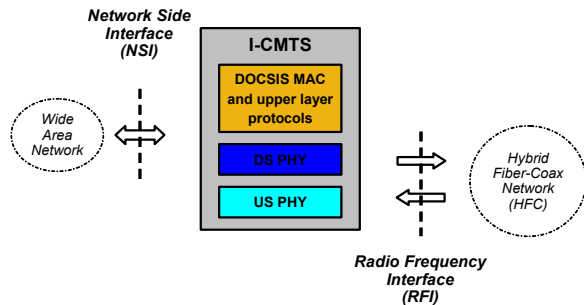 Network Side
Interface
(NSI)
I-CMTS
DOCSIS MAC
and upper layer
protocols
Wide
Area
Network
DS PHY
US PHY
Hybrid
Fiber-Coax
Network
(HFC)
Radio Frequency
Interface
(RFI)